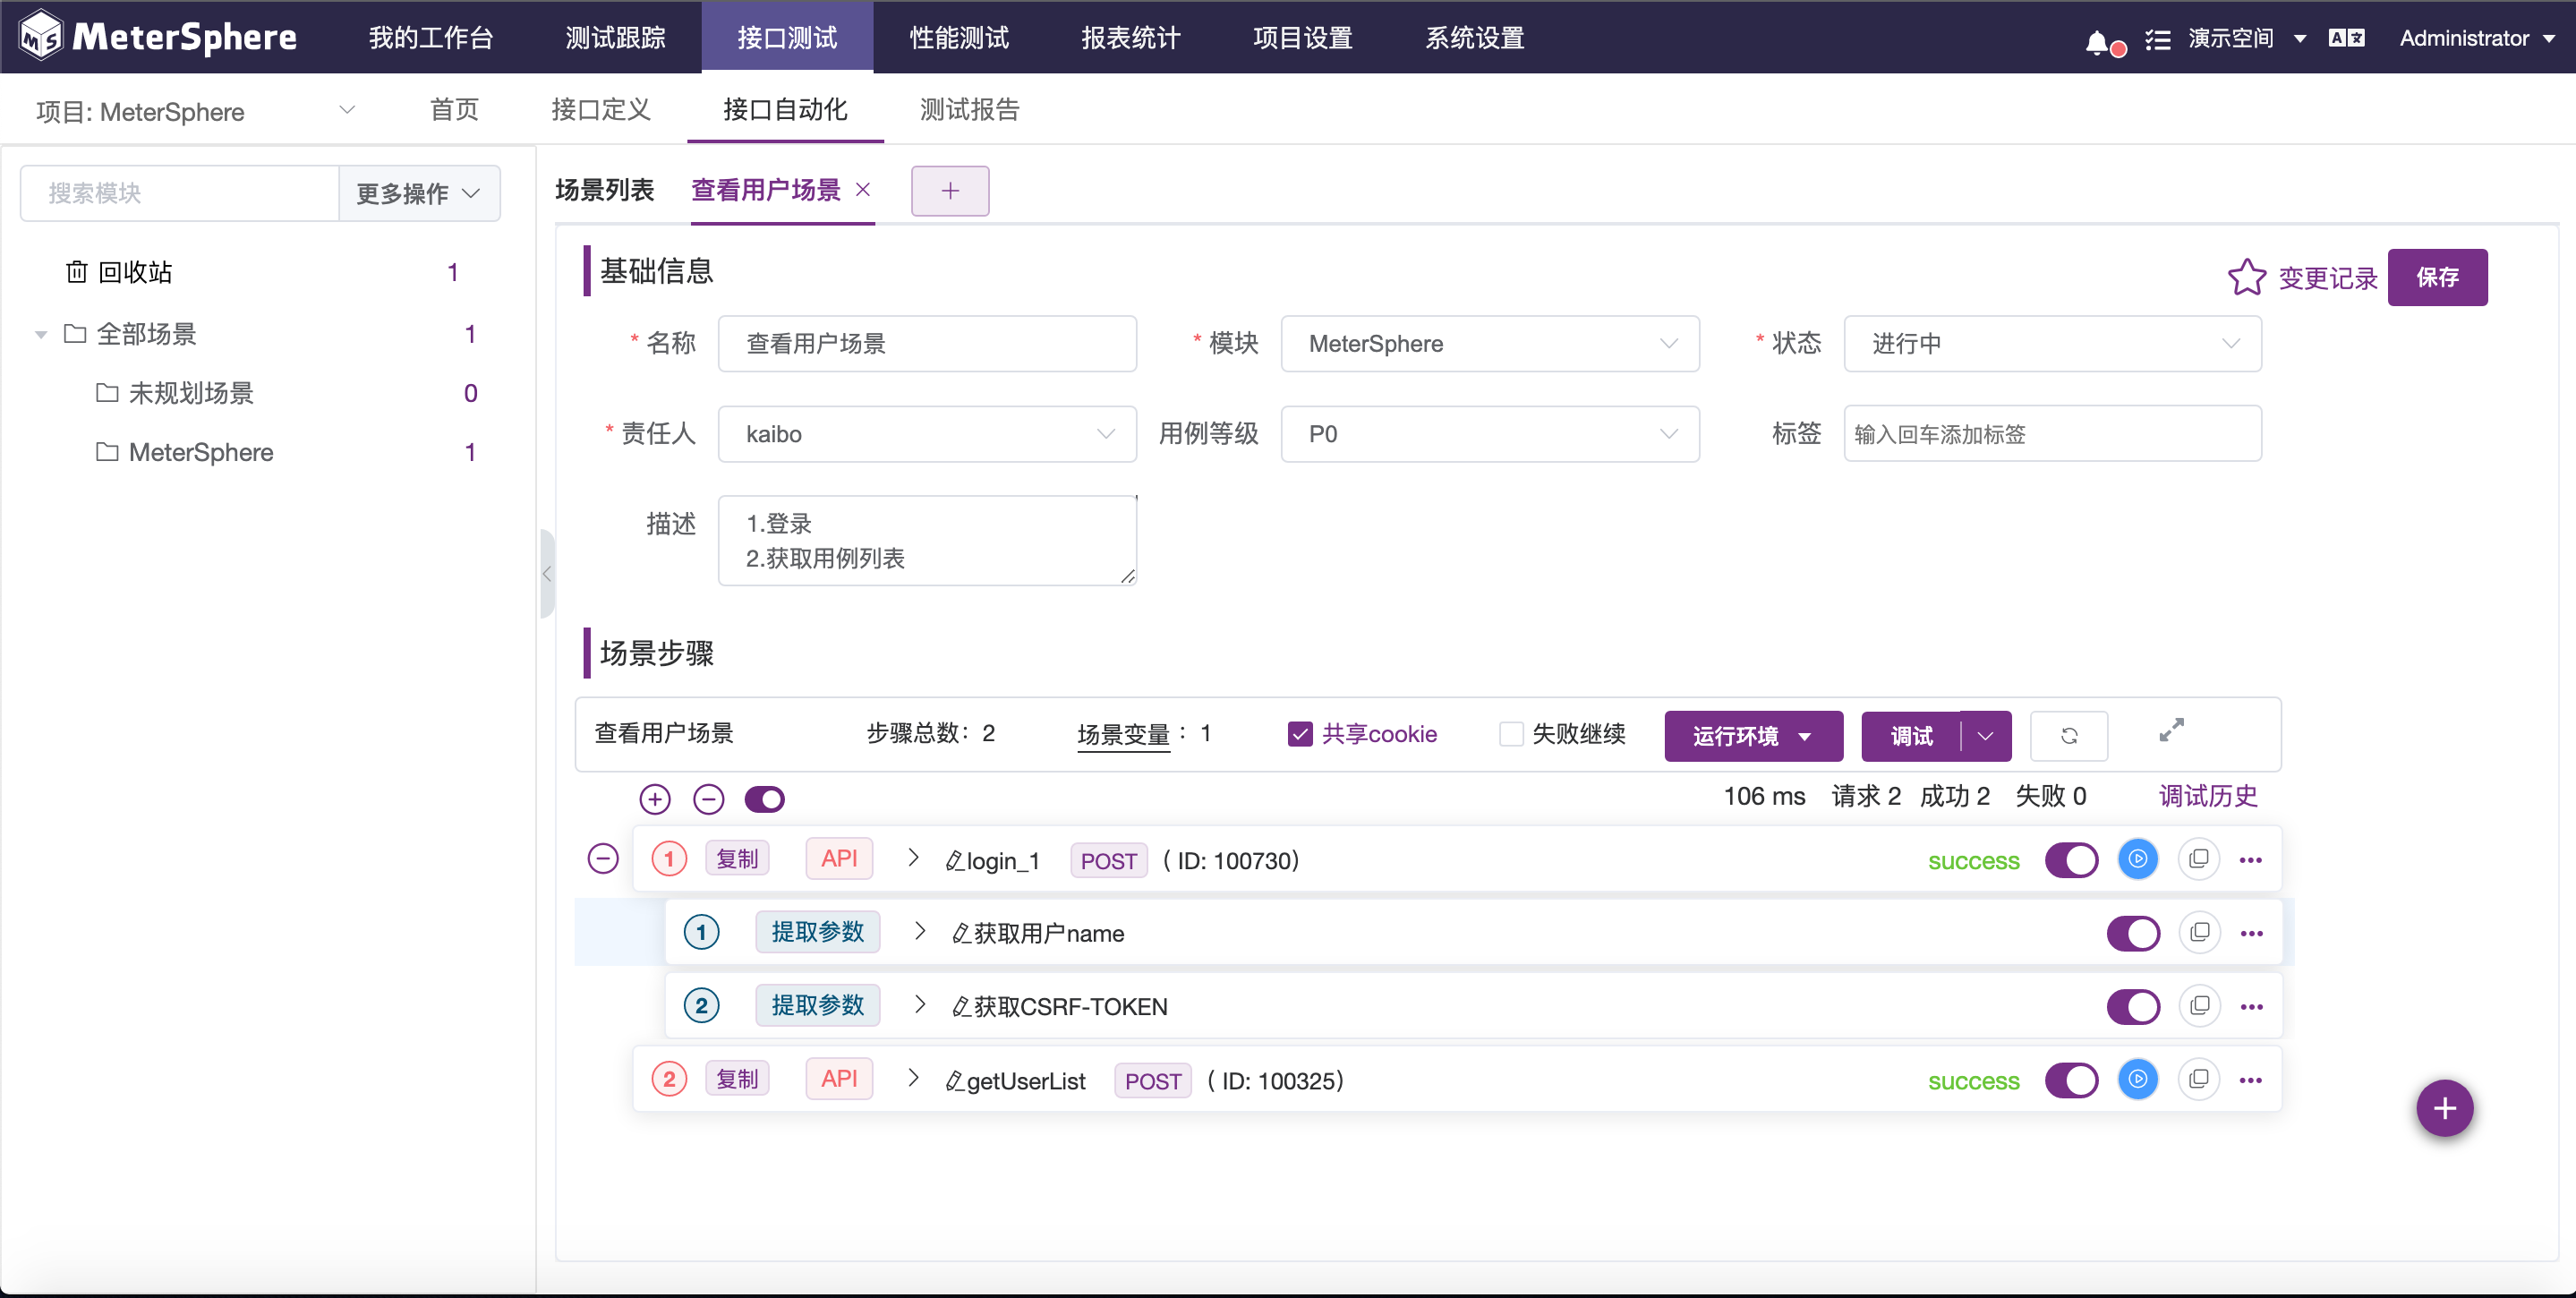 MeterSphere 我的工作台 测试跟踪 接口测试 性能测试 报表统计 项目设置 系统设置 演示空间 Administrator
项目: MeterSphere 首页 接口定义 接口自动化 测试报告
搜索模块 更多操作
回收站 1
全部场景 1
未规划场景 0
MeterSphere 1
场景列表 查看用户场景 +
基础信息
变更记录 保存
* 名称 查看用户场景 * 模块 MeterSphere * 状态 进行中
* 责任人 kaibo 用例等级 P0 标签 输入回车添加标签
描述 1.登录
2.获取用例列表
场景步骤
查看用户场景 步骤总数: 2 场景变量 : 1 共享cookie 失败继续 运行环境 调试
106 ms 请求 2 成功 2 失败 0 调试历史
1 复制 API login_1 POST ( ID: 100730) success
1 提取参数 获取用户name
2 提取参数 获取CSRF-TOKEN
2 复制 API getUserList POST ( ID: 100325) success